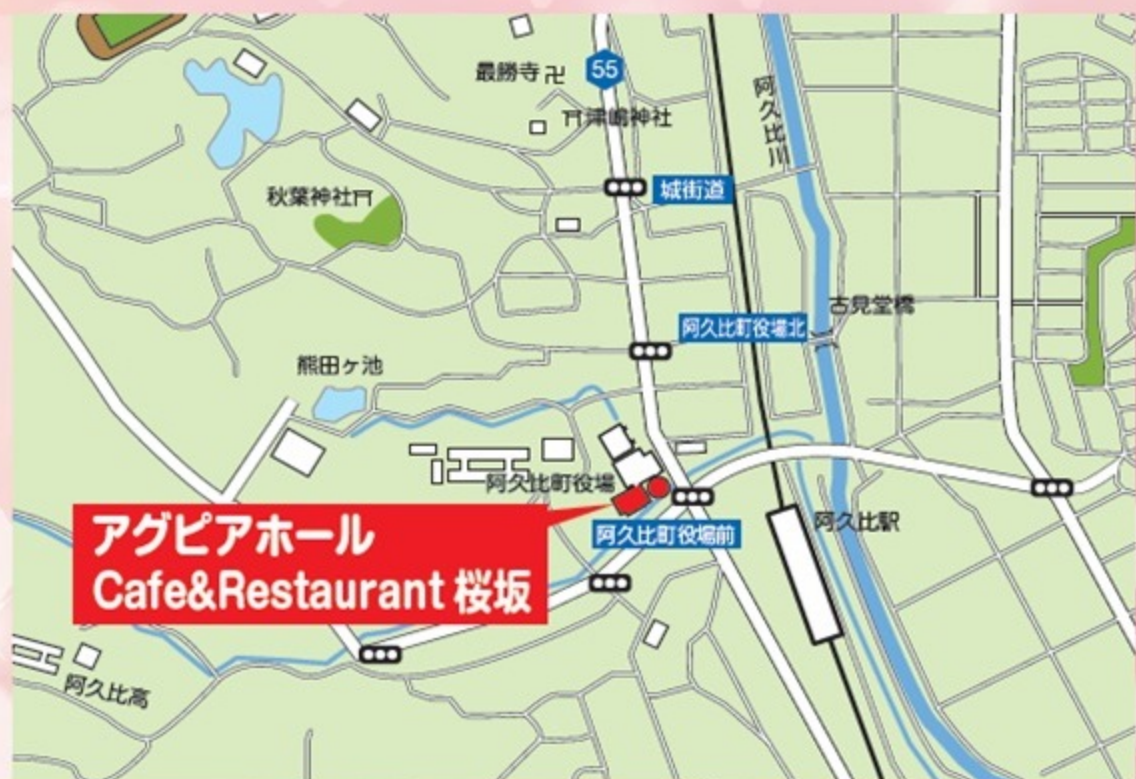 最勝寺
55
津嶋神社
阿久比川
城街道
秋葉神社
古見堂橋
阿久比町役場北
熊田ヶ池
阿久比町役場
阿久比駅
阿久比町役場前
アグピアホール
Cafe&Restaurant 桜坂
阿久比高